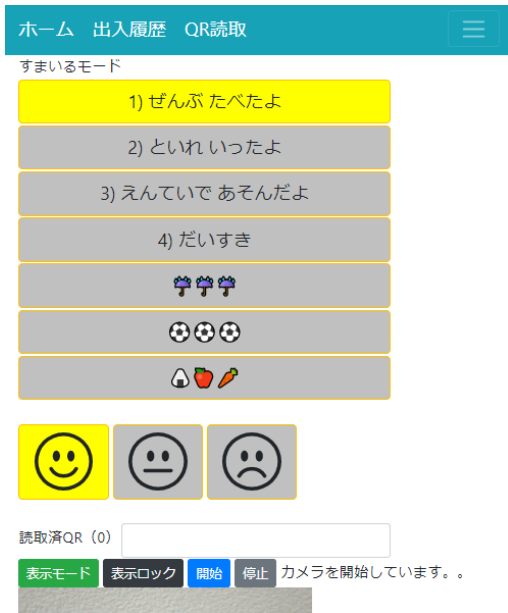 ホーム 出入履歴 QR読取
すまいるモード
1) ぜんぶ たべたよ
2) といれ いったよ
3) えんていで あそんだよ
4) だいすき
読取済QR（0）
表示モード 表示ロック 開始 停止 カメラを開始しています。。